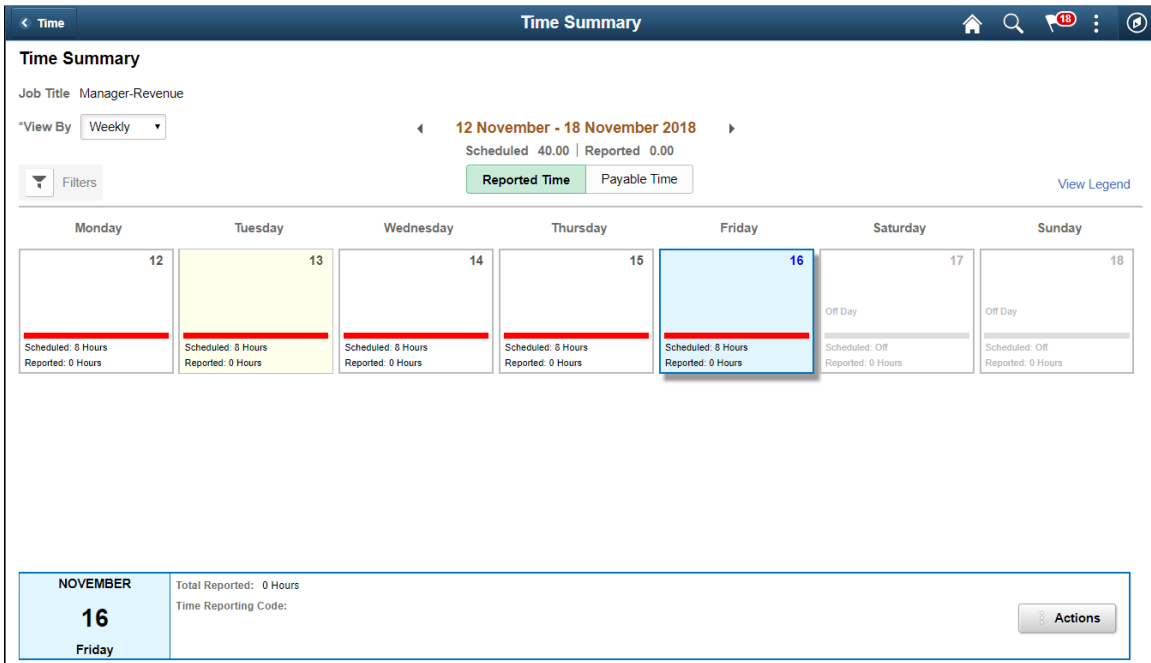 Time
Time Summary
18
Time Summary
Job Title Manager-Revenue
*View By Weekly
12 November - 18 November 2018
Scheduled 40.00 | Reported 0.00
Filters
Reported Time Payable Time
View Legend
Monday Tuesday Wednesday Thursday Friday Saturday Sunday
12 13 14 15 16 17 18
Off Day Off Day
Scheduled: 8 Hours Scheduled: 8 Hours Scheduled: 8 Hours Scheduled: 8 Hours Scheduled: 8 Hours Scheduled: Off Scheduled: Off
Reported: 0 Hours Reported: 0 Hours Reported: 0 Hours Reported: 0 Hours Reported: 0 Hours Reported: 0 Hours Reported: 0 Hours
NOVEMBER
16
Friday
Total Reported: 0 Hours
Time Reporting Code:
Actions